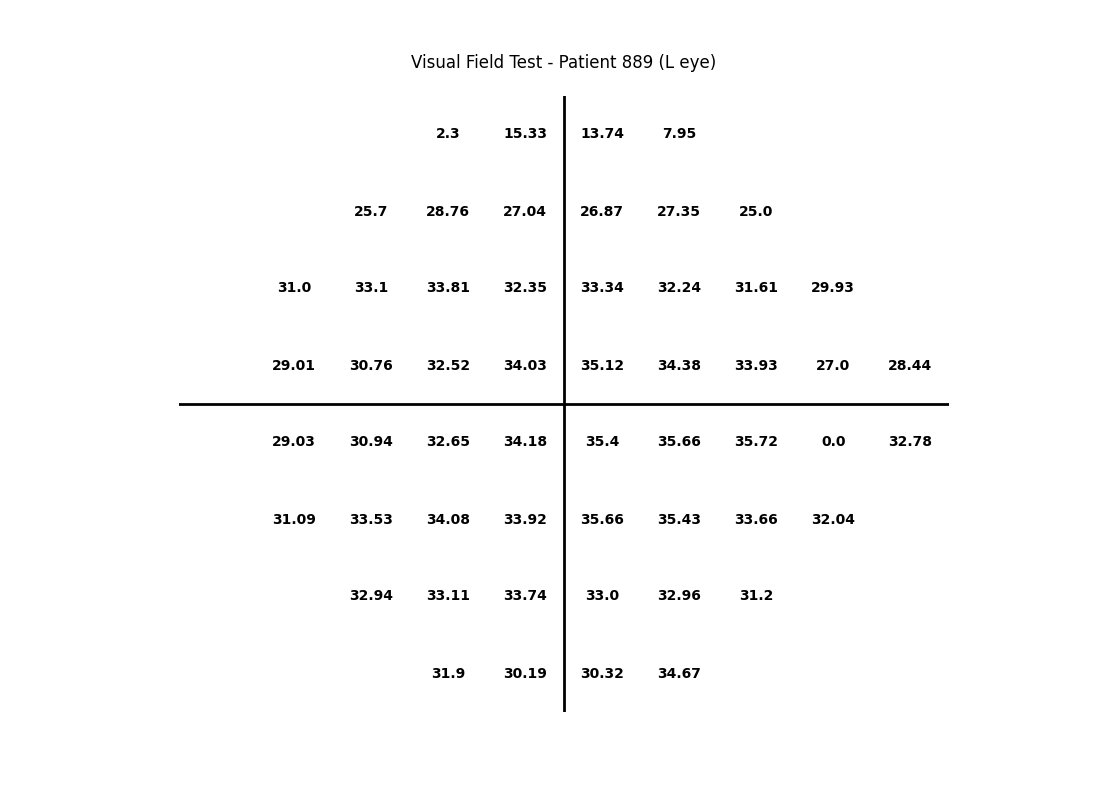 Visual Field Test - Patient 889 (L eye)
2.3 15.33 13.74 7.95
25.7 28.76 27.04 26.87 27.35 25.0
31.0 33.1 33.81 32.35 33.34 32.24 31.61 29.93
29.01 30.76 32.52 34.03 35.12 34.38 33.93 27.0 28.44
29.03 30.94 32.65 34.18 35.4 35.66 35.72 0.0 32.78
31.09 33.53 34.08 33.92 35.66 35.43 33.66 32.04
32.94 33.11 33.74 33.0 32.96 31.2
31.9 30.19 30.32 34.67